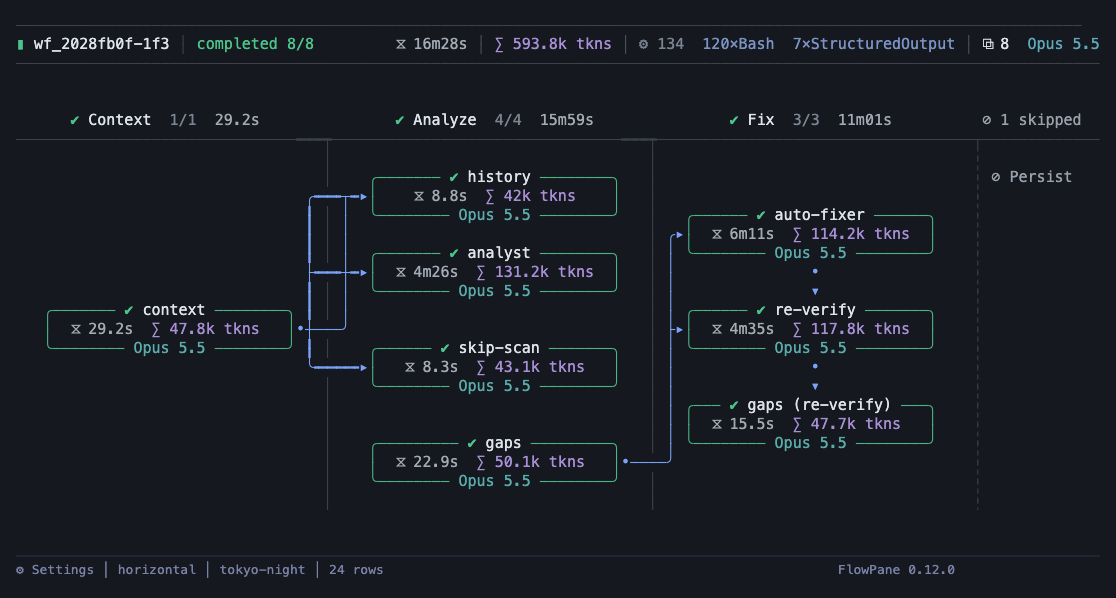 wf_2028fb0f-1f3 │ completed 8/8 ⧖ 16m28s │ ∑ 593.8k tkns │ ⚙ 134 120×Bash 7×StructuredOutput │ ⧉ 8 Opus 5.5
✔ Context 1/1 29.2s
✔ Analyze 4/4 15m59s
✔ Fix 3/3 11m01s
⊘ 1 skipped
✔ context
⧖ 29.2s ∑ 47.8k tkns
Opus 5.5
✔ history
⧖ 8.8s ∑ 42k tkns
Opus 5.5
✔ analyst
⧖ 4m26s ∑ 131.2k tkns
Opus 5.5
✔ skip-scan
⧖ 8.3s ∑ 43.1k tkns
Opus 5.5
✔ gaps
⧖ 22.9s ∑ 50.1k tkns
Opus 5.5
✔ auto-fixer
⧖ 6m11s ∑ 114.2k tkns
Opus 5.5
✔ re-verify
⧖ 4m35s ∑ 117.8k tkns
Opus 5.5
✔ gaps (re-verify)
⧖ 15.5s ∑ 47.7k tkns
Opus 5.5
⊘ Persist
⚙ Settings │ horizontal │ tokyo-night │ 24 rows
FlowPane 0.12.0